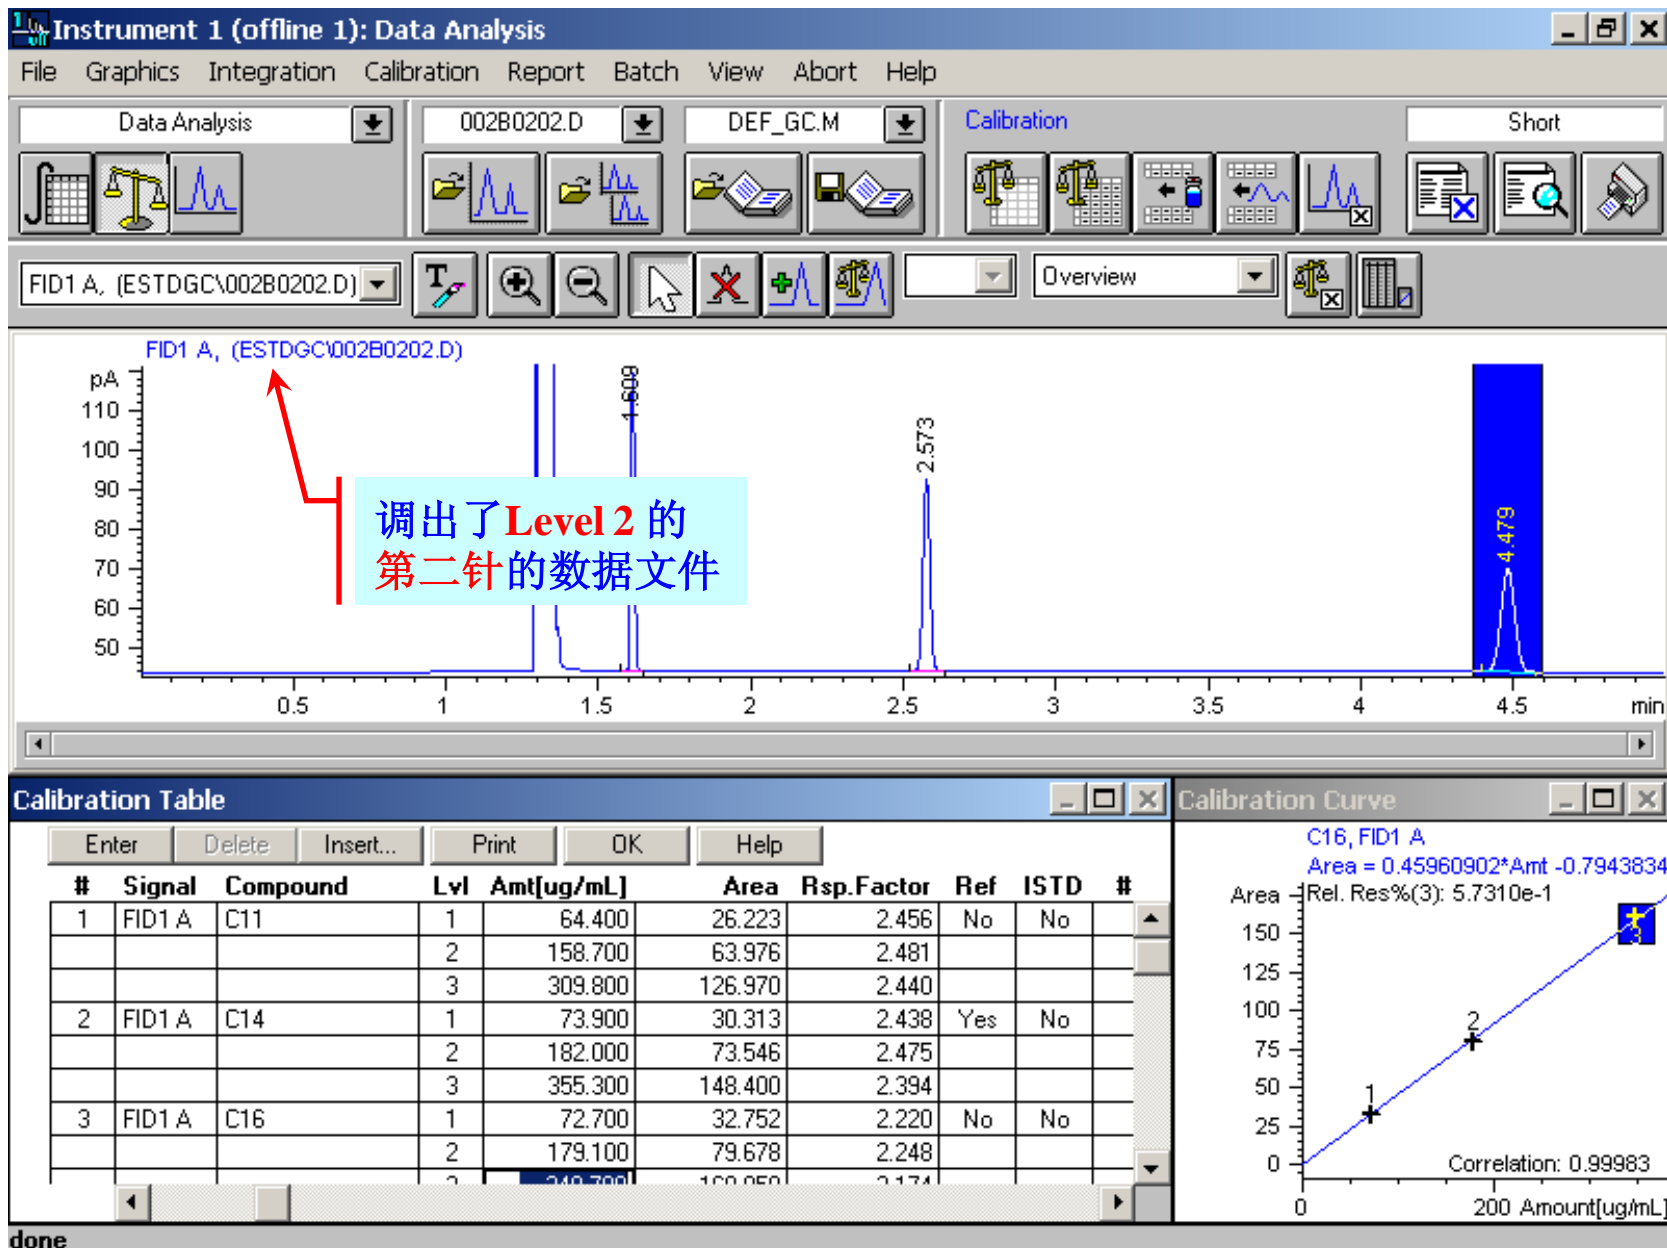 Instrument 1 (offline 1): Data Analysis
File Graphics Integration Calibration Report Batch View Abort Help
Data Analysis 002B0202.D DEF_GC.M Calibration Short
FID1 A, (ESTDGC\002B0202.D) Overview
FID1 A, (ESTDGC\002B0202.D)
pA
110
100
90
80
70
60
50
1.609
2.573
4.479
调出了Level 2 的
第二针的数据文件
0.5 1 1.5 2 2.5 3 3.5 4 4.5 min
Calibration Table
Enter Delete Insert... Print OK Help
# Signal Compound Lvl Amt[ug/mL] Area Rsp.Factor Ref ISTD #
1 FID1 A C11 1 64.400 26.223 2.456 No No
2 158.700 63.976 2.481
3 309.800 126.970 2.440
2 FID1 A C14 1 73.900 30.313 2.438 Yes No
2 182.000 73.546 2.475
3 355.300 148.400 2.394
3 FID1 A C16 1 72.700 32.752 2.220 No No
2 179.100 79.678 2.248
Calibration Curve
C16, FID1 A
Area = 0.45960902*Amt -0.7943834
Area Rel. Res%(3): 5.7310e-1
150
125
100
75
50
25
0
1
2
3
Correlation: 0.99983
0 200 Amount[ug/mL]
done